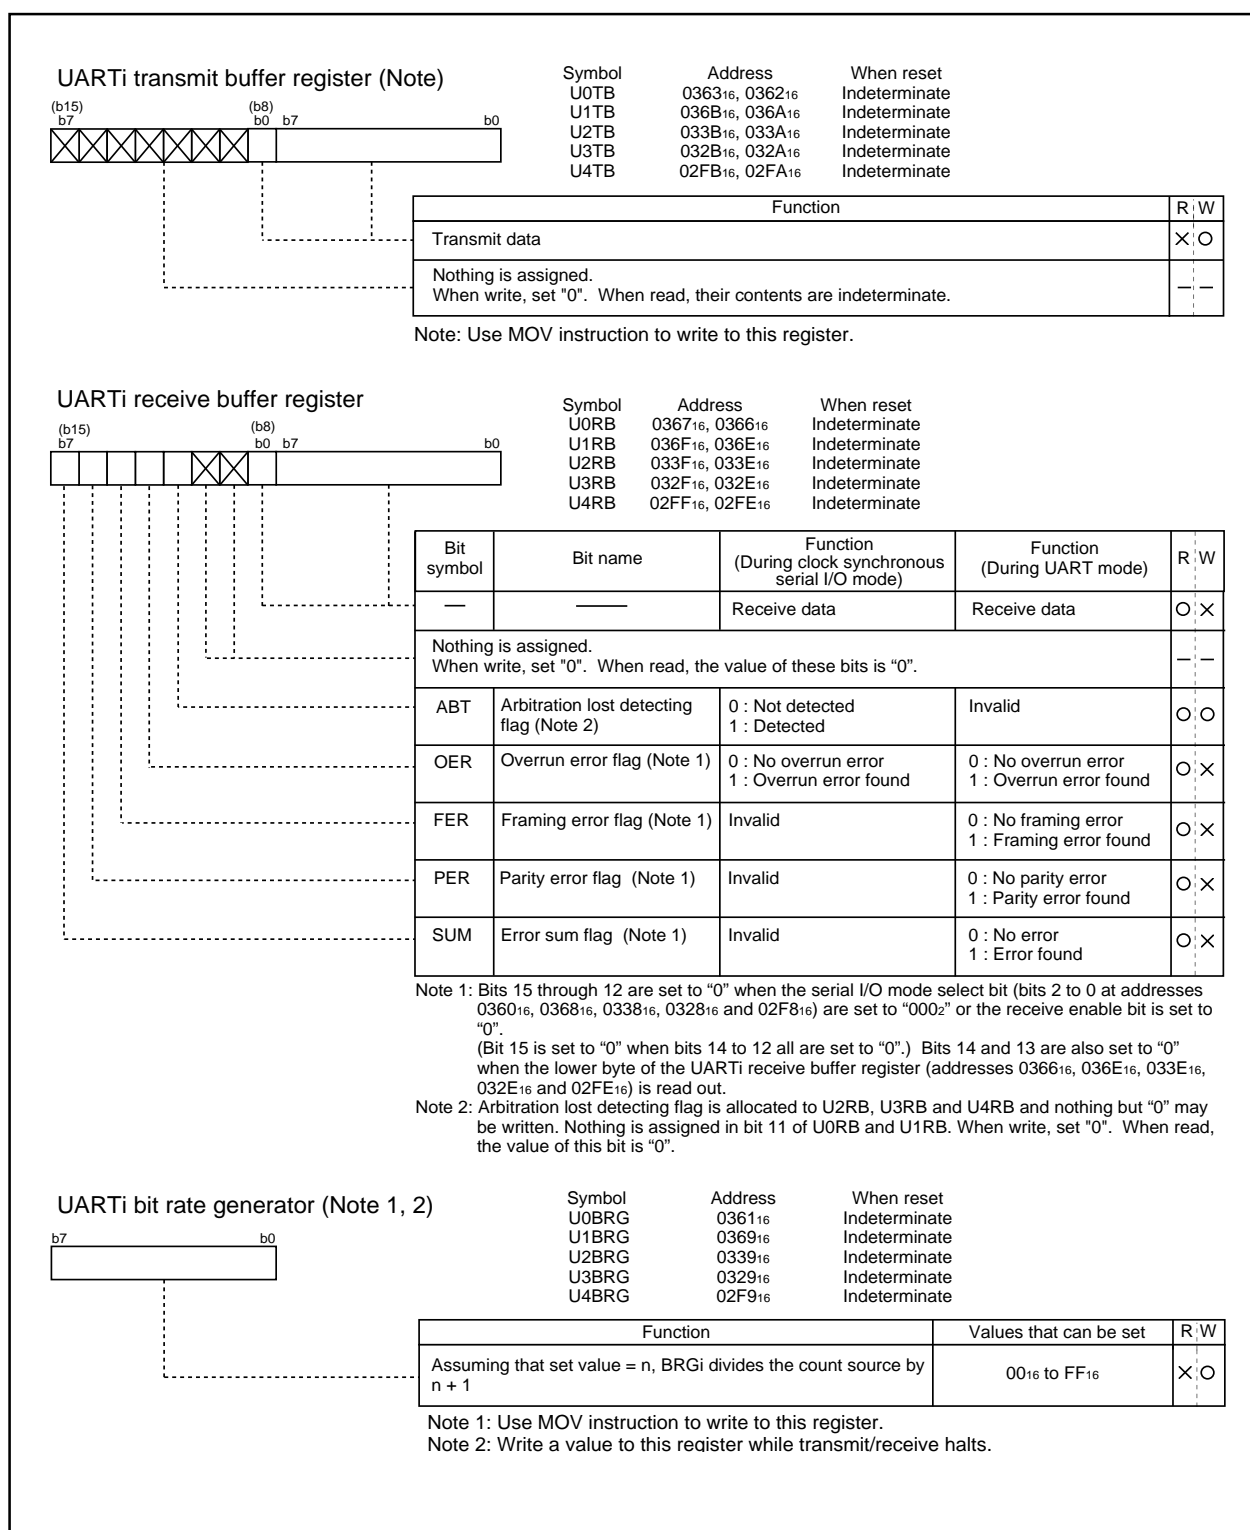 UARTi transmit buffer register (Note)
Symbol Address When reset
U0TB 0363₁₆, 0362₁₆ Indeterminate
U1TB 036B₁₆, 036A₁₆ Indeterminate
U2TB 033B₁₆, 033A₁₆ Indeterminate
U3TB 032B₁₆, 032A₁₆ Indeterminate
U4TB 02FB₁₆, 02FA₁₆ Indeterminate
(b15) (b8)
b7 b0 b7 b0
Function R W
Transmit data X O
Nothing is assigned.
When write, set "0". When read, their contents are indeterminate. — —
Note: Use MOV instruction to write to this register.
UARTi receive buffer register
Symbol Address When reset
U0RB 0367₁₆, 0366₁₆ Indeterminate
U1RB 036F₁₆, 036E₁₆ Indeterminate
U2RB 033F₁₆, 033E₁₆ Indeterminate
U3RB 032F₁₆, 032E₁₆ Indeterminate
U4RB 02FF₁₆, 02FE₁₆ Indeterminate
(b15) (b8)
b7 b0 b7 b0
Bit symbol Bit name Function (During clock synchronous serial I/O mode) Function (During UART mode) R W
— —— Receive data Receive data O X
Nothing is assigned.
When write, set "0". When read, the value of these bits is “0”. — —
ABT Arbitration lost detecting flag (Note 2) 0 : Not detected 1 : Detected Invalid O O
OER Overrun error flag (Note 1) 0 : No overrun error 1 : Overrun error found 0 : No overrun error 1 : Overrun error found O X
FER Framing error flag (Note 1) Invalid 0 : No framing error 1 : Framing error found O X
PER Parity error flag (Note 1) Invalid 0 : No parity error 1 : Parity error found O X
SUM Error sum flag (Note 1) Invalid 0 : No error 1 : Error found O X
Note 1: Bits 15 through 12 are set to “0” when the serial I/O mode select bit (bits 2 to 0 at addresses
0360₁₆, 0368₁₆, 0338₁₆, 0328₁₆ and 02F8₁₆) are set to “000₂” or the receive enable bit is set to
“0”.
(Bit 15 is set to “0” when bits 14 to 12 all are set to “0”.) Bits 14 and 13 are also set to “0”
when the lower byte of the UARTi receive buffer register (addresses 0366₁₆, 036E₁₆, 033E₁₆,
032E₁₆ and 02FE₁₆) is read out.
Note 2: Arbitration lost detecting flag is allocated to U2RB, U3RB and U4RB and nothing but “0” may
be written. Nothing is assigned in bit 11 of U0RB and U1RB. When write, set "0". When read,
the value of this bit is “0”.
UARTi bit rate generator (Note 1, 2)
Symbol Address When reset
U0BRG 0361₁₆ Indeterminate
U1BRG 0369₁₆ Indeterminate
U2BRG 0339₁₆ Indeterminate
U3BRG 0329₁₆ Indeterminate
U4BRG 02F9₁₆ Indeterminate
b7 b0
Function Values that can be set R W
Assuming that set value = n, BRGi divides the count source by
n + 1 00₁₆ to FF₁₆ X O
Note 1: Use MOV instruction to write to this register.
Note 2: Write a value to this register while transmit/receive halts.